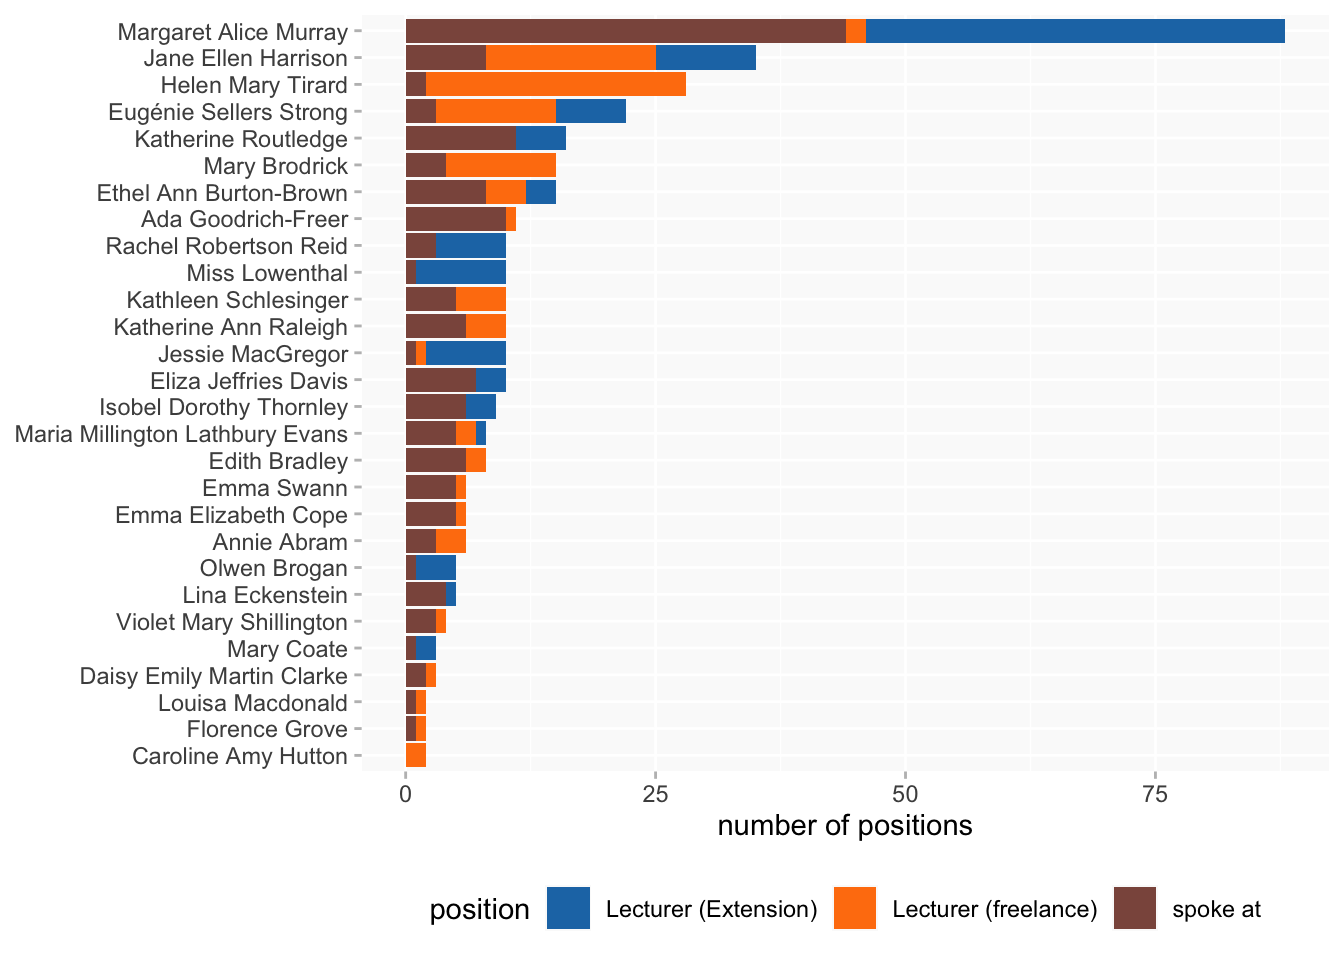 Margaret Alice Murray
Jane Ellen Harrison
Helen Mary Tirard
Eugénie Sellers Strong
Katherine Routledge
Mary Brodrick
Ethel Ann Burton-Brown
Ada Goodrich-Freer
Rachel Robertson Reid
Miss Lowenthal
Kathleen Schlesinger
Katherine Ann Raleigh
Jessie MacGregor
Eliza Jeffries Davis
Isobel Dorothy Thornley
Maria Millington Lathbury Evans
Edith Bradley
Emma Swann
Emma Elizabeth Cope
Annie Abram
Olwen Brogan
Lina Eckenstein
Violet Mary Shillington
Mary Coate
Daisy Emily Martin Clarke
Louisa Macdonald
Florence Grove
Caroline Amy Hutton
0 25 50 75
number of positions
position Lecturer (Extension) Lecturer (freelance) spoke at